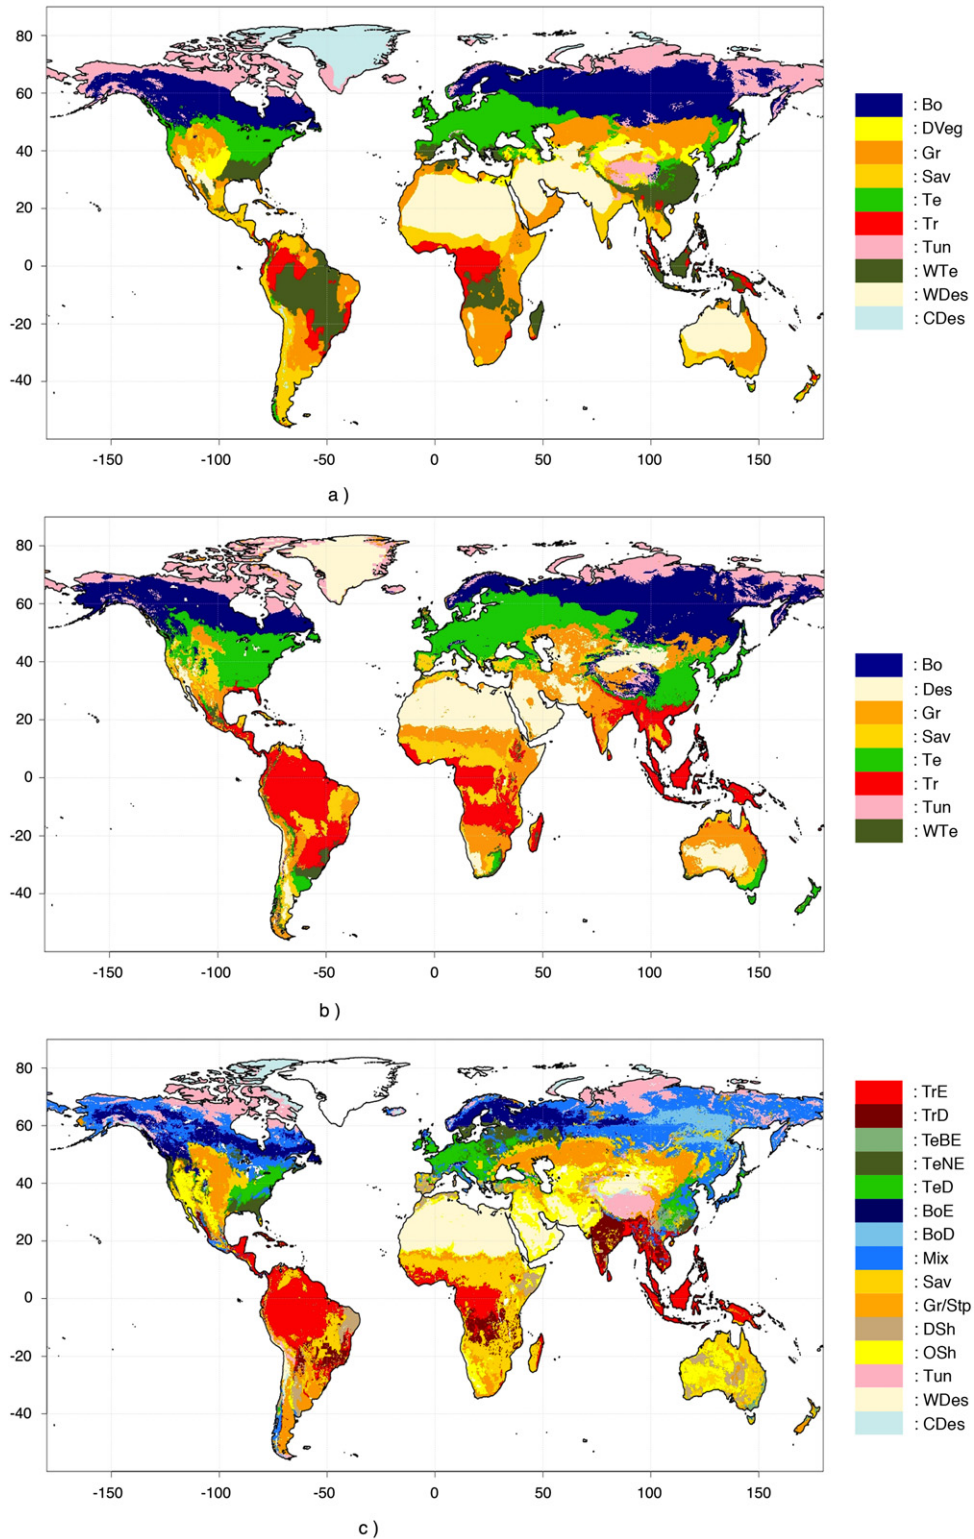 80
60
40
20
0
-20
-40
-150 -100 -50 0 50 100 150
: Bo
: DVeg
: Gr
: Sav
: Te
: Tr
: Tun
: WTe
: WDes
: CDes
a )
80
60
40
20
0
-20
-40
-150 -100 -50 0 50 100 150
: Bo
: Des
: Gr
: Sav
: Te
: Tr
: Tun
: WTe
b )
80
60
40
20
0
-20
-40
-150 -100 -50 0 50 100 150
: TrE
: TrD
: TeBE
: TeNE
: TeD
: BoE
: BoD
: Mix
: Sav
: Gr/Stp
: DSh
: OSh
: Tun
: WDes
: CDes
c )